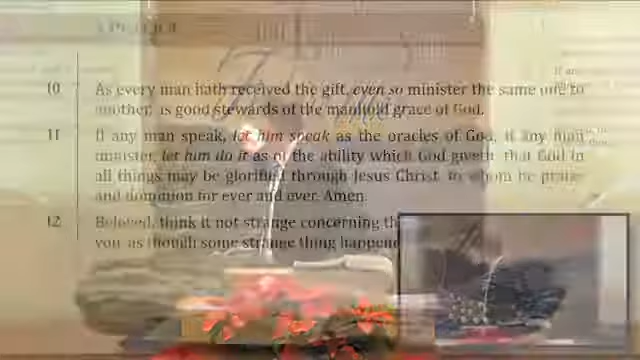 10 As every man hath received the gift, even so minister the same one to
another, as good stewards of the manifold grace of God.
11 If any man speak, let him speak as the oracles of God; if any man
minister, let him do it as of the ability which God giveth: that God in
all things may be glorified through Jesus Christ, to whom be praise
and dominion for ever and ever. Amen.
12 Beloved, think it not strange concerning th
you, as though some strange thing happene